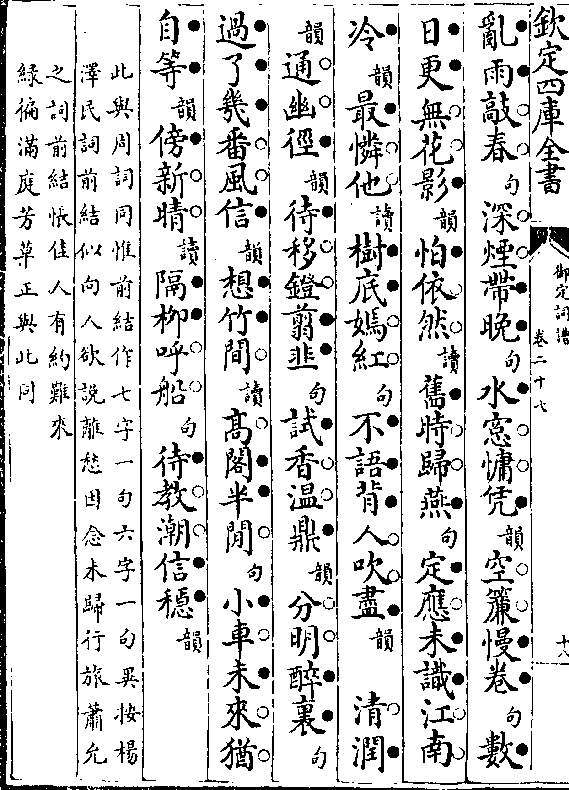 欽定四庫全書
御定詞譜
卷二十七
十八
亂雨敲春句深煙帶晚句水窓慵凭韻空簾慢卷句數
日更無花影韻怕依然讀舊時歸燕句定應未識江南
冷韻最憐他讀樹底嫣紅句不語背人吹盡韻 清潤
韻通幽徑韻待移鐙翦韭句試香温鼎韻分明醉裏句
過了幾番風信韻想竹間讀髙閣半閒句小車未來猶
自等韻傍新晴讀隔柳呼船句待教潮信穩韻
此與周詞同惟前結作七字一句六字一句異按楊
澤民詞前結似向人欲說離愁因念未歸行旅蕭允
之詞前結悵佳人有約難來
緑徧滿庭芳草正與此同